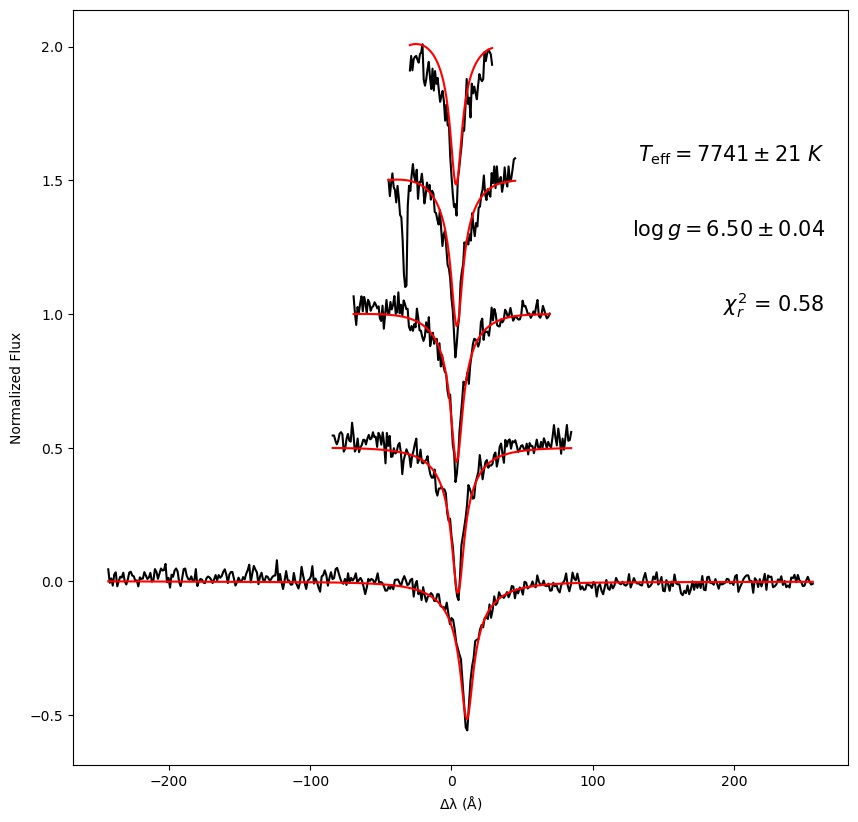 2.0
1.5
1.0
0.5
0.0
−0.5
Normalized Flux
T_eff = 7741 ± 21 K
log g = 6.50 ± 0.04
χ_r^2 = 0.58
−200
−100
0
100
200
Δλ (Å)